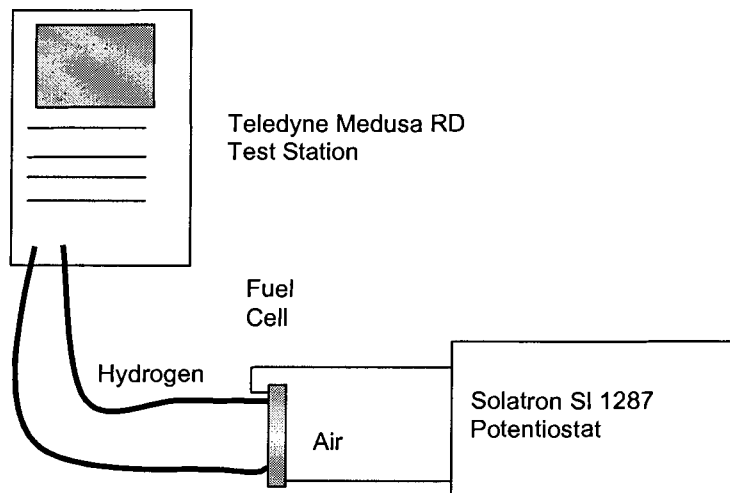 Teledyne Medusa RD
Test Station
Fuel
Cell
Hydrogen
Air
Solatron SI 1287
Potentiostat